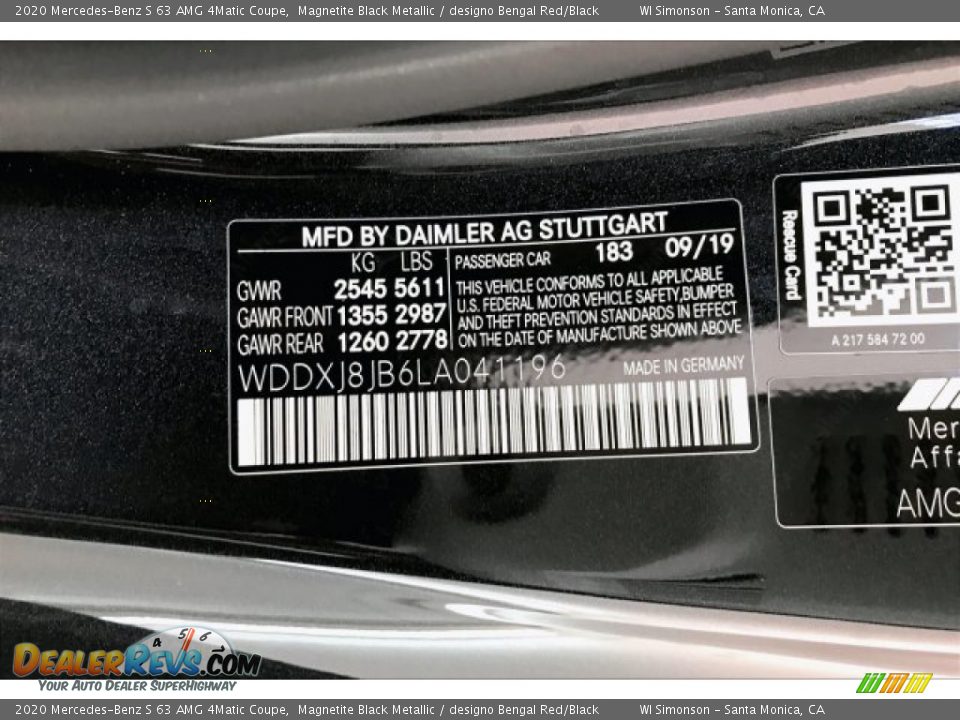 2020 Mercedes-Benz S 63 AMG 4Matic Coupe, Magnetite Black Metallic / designo Bengal Red/Black WI Simonson - Santa Monica, CA
MFD BY DAIMLER AG STUTTGART
KG LBS
GVWR 2545 5611
GAWR FRONT 1355 2987
GAWR REAR 1260 2778
PASSENGER CAR 183 09/19
THIS VEHICLE CONFORMS TO ALL APPLICABLE
U.S. FEDERAL MOTOR VEHICLE SAFETY,BUMPER
AND THEFT PREVENTION STANDARDS IN EFFECT
ON THE DATE OF MANUFACTURE SHOWN ABOVE
WDDXJ8JB6LA041196 MADE IN GERMANY
Rescue Card
A 217 584 72 00
Mer
Affa
AMG
4 5 6
DealerRevs.com
Your Auto Dealer SuperHighway
2020 Mercedes-Benz S 63 AMG 4Matic Coupe, Magnetite Black Metallic / designo Bengal Red/Black WI Simonson - Santa Monica, CA